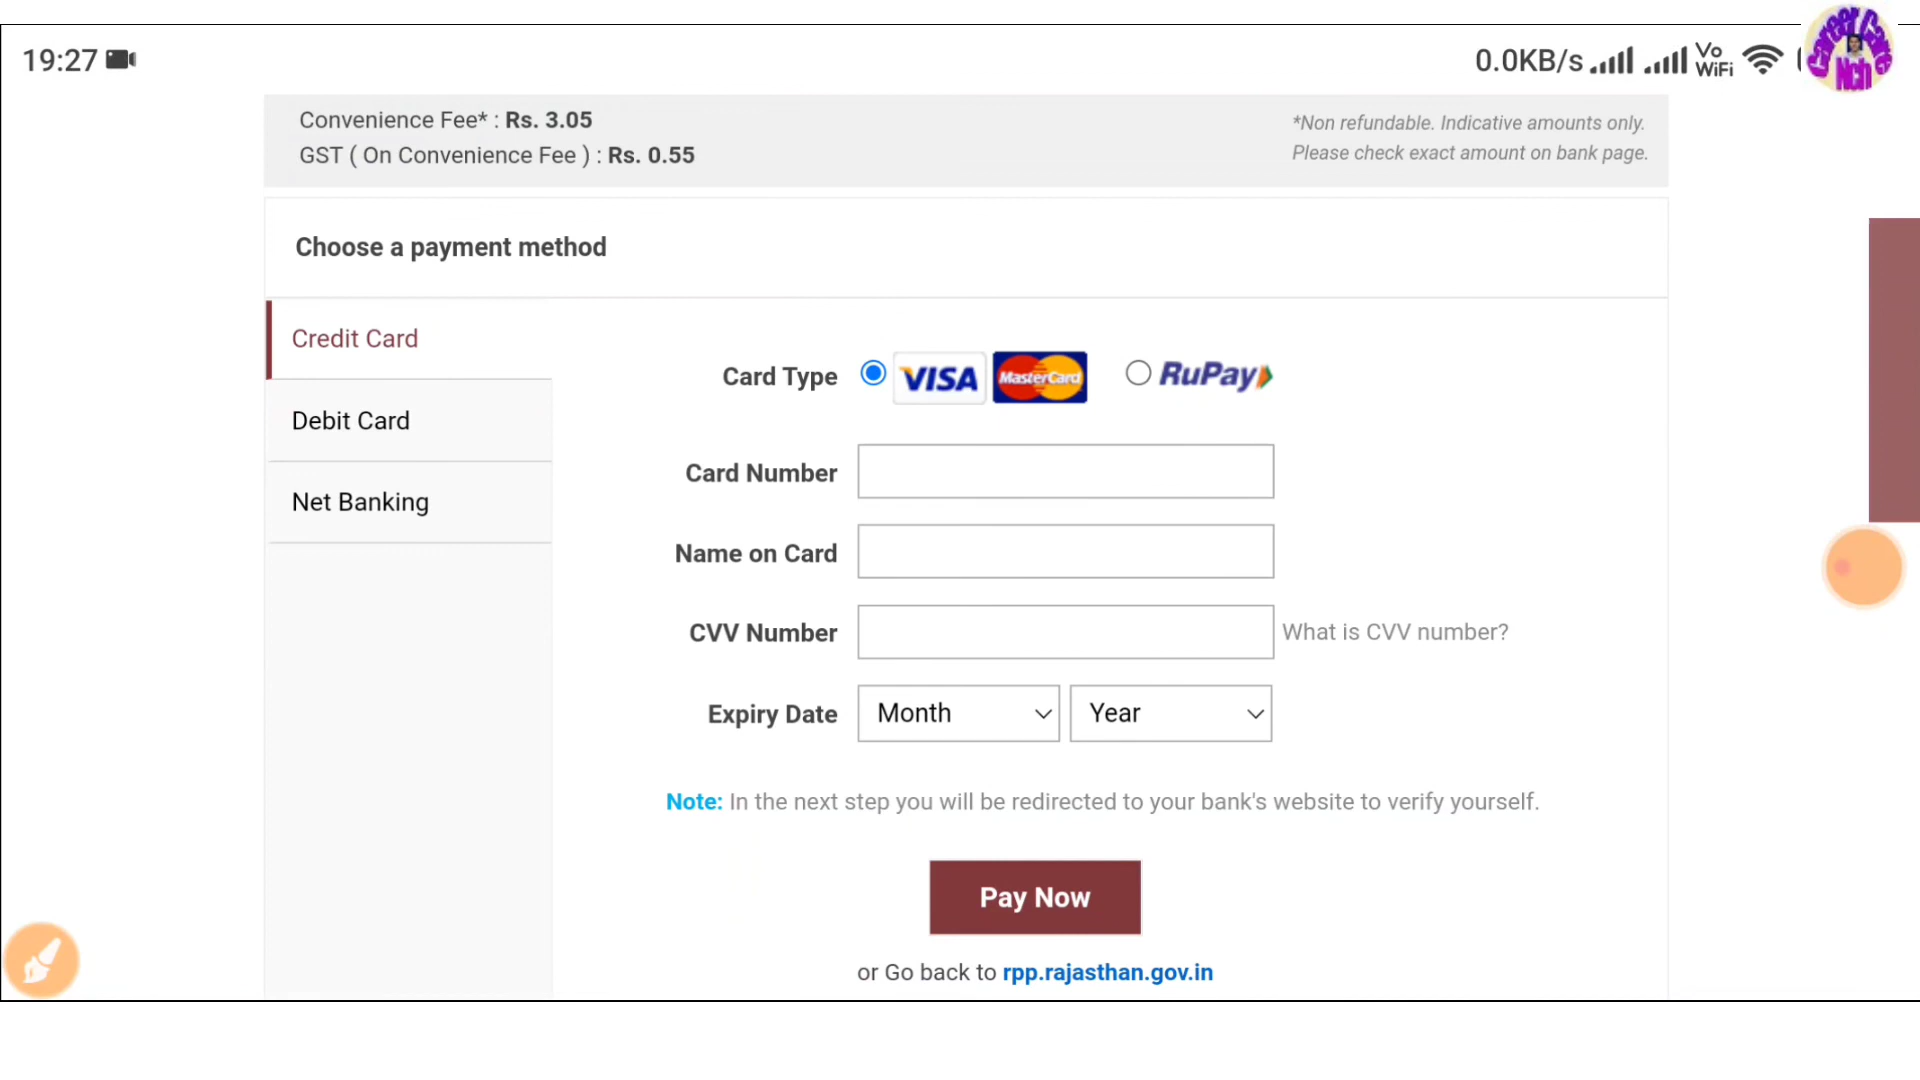 19:27
0.0KB/s
Vo
WiFi
Convenience Fee* : Rs. 3.05
GST ( On Convenience Fee ) : Rs. 0.55
*Non refundable. Indicative amounts only.
Please check exact amount on bank page.
Choose a payment method
Credit Card
Debit Card
Net Banking
Card Type VISA MasterCard RuPay
Card Number
Name on Card
CVV Number What is CVV number?
Expiry Date Month Year
Note: In the next step you will be redirected to your bank's website to verify yourself.
Pay Now
or Go back to rpp.rajasthan.gov.in